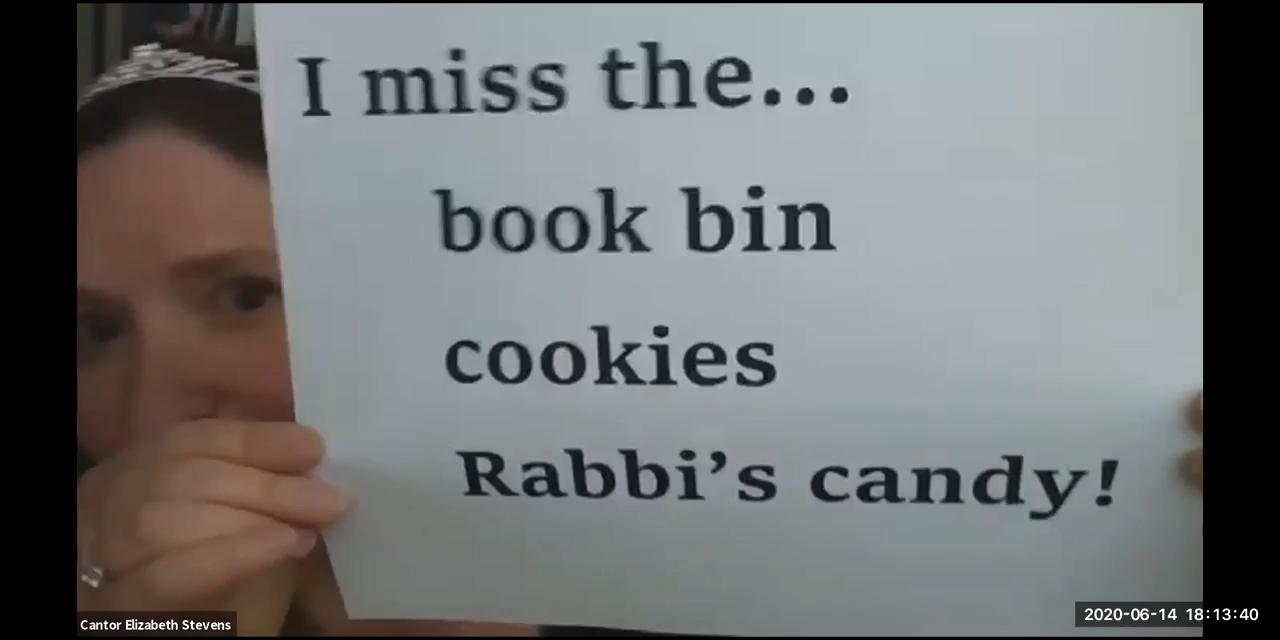 I miss the...
book bin
cookies
Rabbi's candy!
Cantor Elizabeth Stevens
2020-06-14 18:13:40